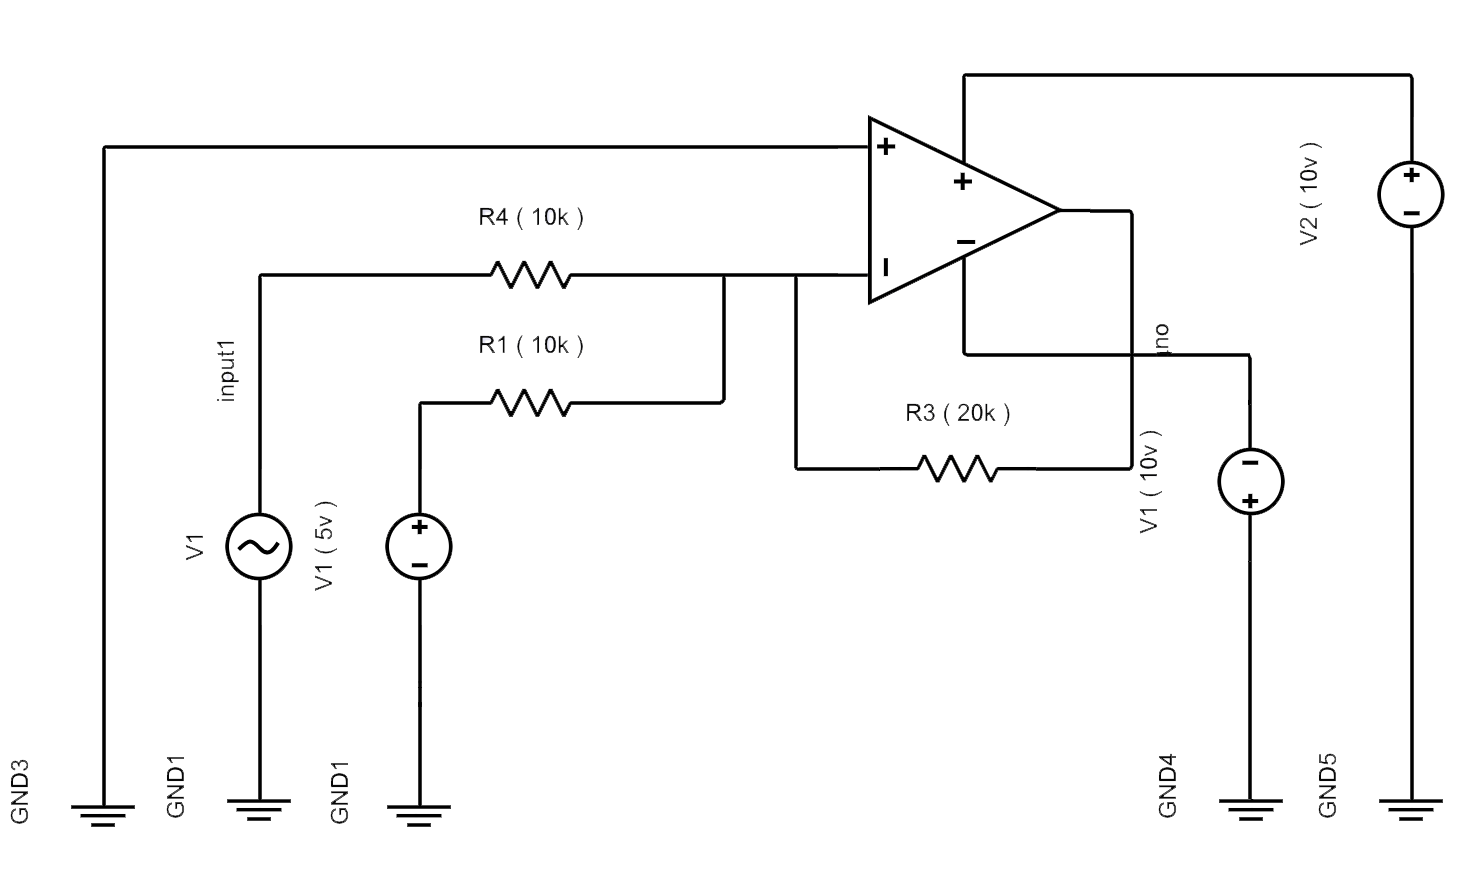 R4 ( 10k )
R1 ( 10k )
R3 ( 20k )
input1
V1
V1 ( 5v )
V1 ( 10v )
V2 ( 10v )
GND3
GND1
GND1
GND4
GND5